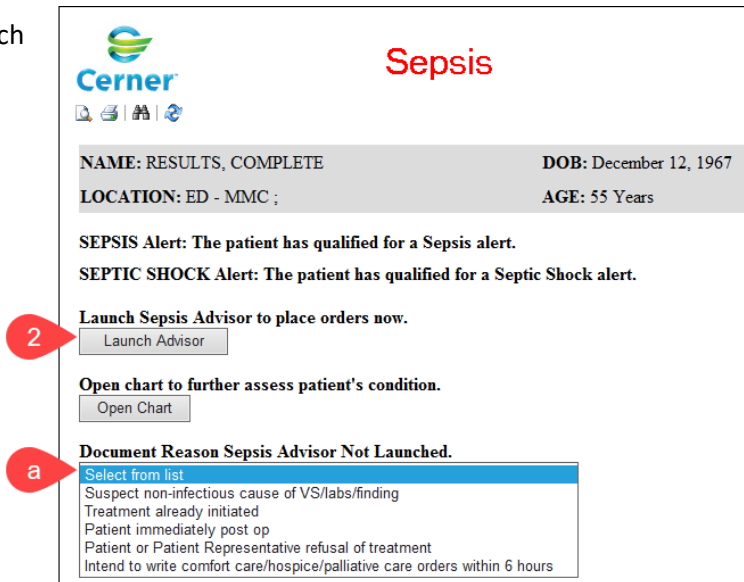 ch
Cerner
Sepsis
NAME: RESULTS, COMPLETE DOB: December 12, 1967
LOCATION: ED - MMC ; AGE: 55 Years
SEPSIS Alert: The patient has qualified for a Sepsis alert.
SEPTIC SHOCK Alert: The patient has qualified for a Septic Shock alert.
Launch Sepsis Advisor to place orders now.
2 Launch Advisor
Open chart to further assess patient's condition.
Open Chart
Document Reason Sepsis Advisor Not Launched.
a Select from list
Suspect non-infectious cause of VS/labs/finding
Treatment already initiated
Patient immediately post op
Patient or Patient Representative refusal of treatment
Intend to write comfort care/hospice/palliative care orders within 6 hours